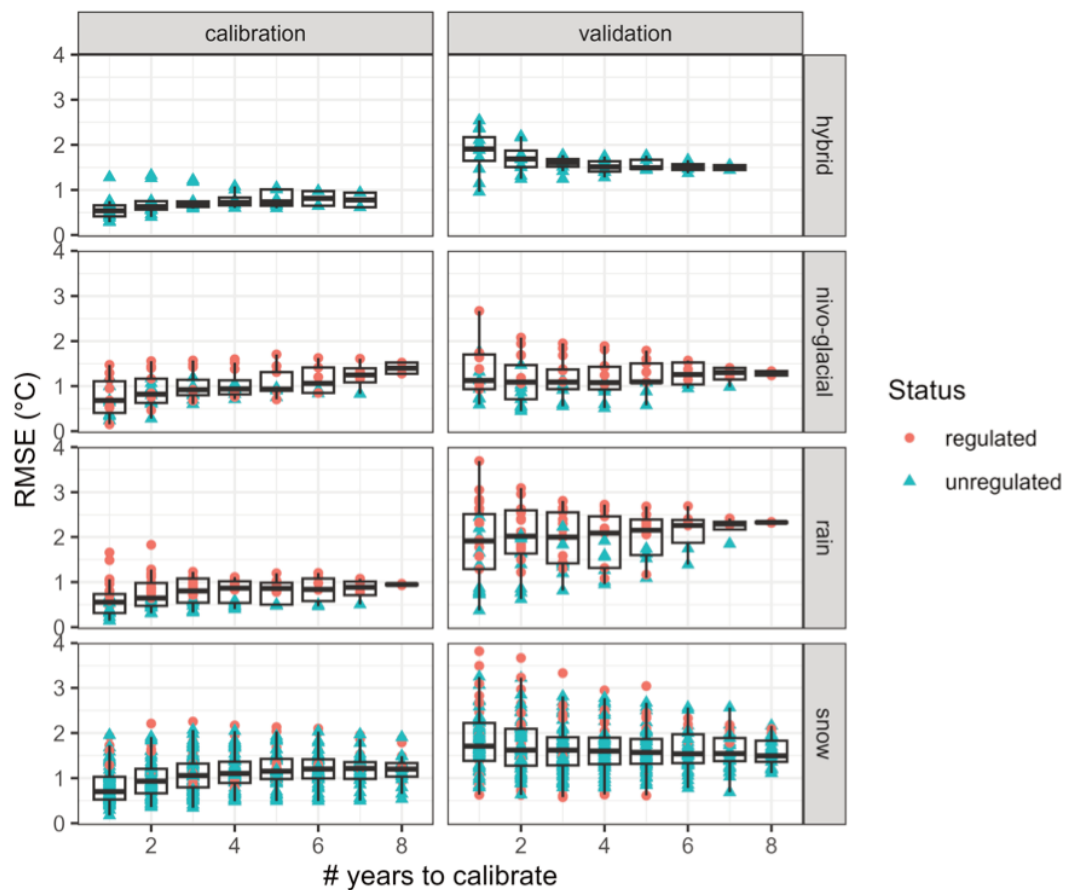 calibration
validation
4
3
2
1
0
hybrid
4
3
2
1
0
nivo-glacial
4
3
2
1
0
rain
4
3
2
1
0
snow
RMSE (°C)
2
4
6
8
2
4
6
8
# years to calibrate
Status
regulated
unregulated